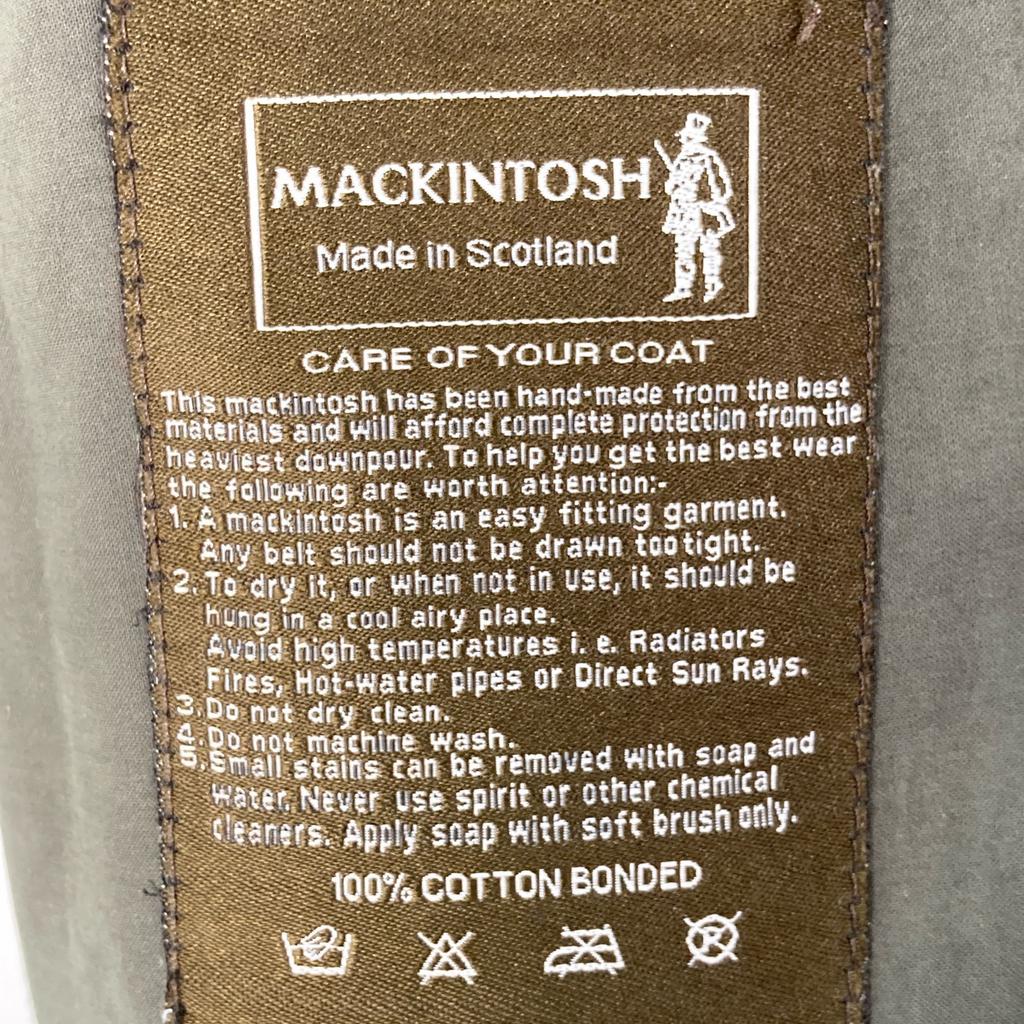 MACKINTOSH
Made in Scotland
CARE OF YOUR COAT
This mackintosh has been hand-made from the best
materials and will afford complete protection from the
heaviest downpour. To help you get the best wear
the following are worth attention:-
1. A mackintosh is an easy fitting garment.
Any belt should not be drawn too tight.
2. To dry it, or when not in use, it should be
hung in a cool airy place.
Avoid high temperatures i. e. Radiators
Fires, Hot-water pipes or Direct Sun Rays.
3. Do not dry clean.
4. Do not machine wash.
5. Small stains can be removed with soap and
water. Never use spirit or other chemical
cleaners. Apply soap with soft brush only.
100% COTTON BONDED
R